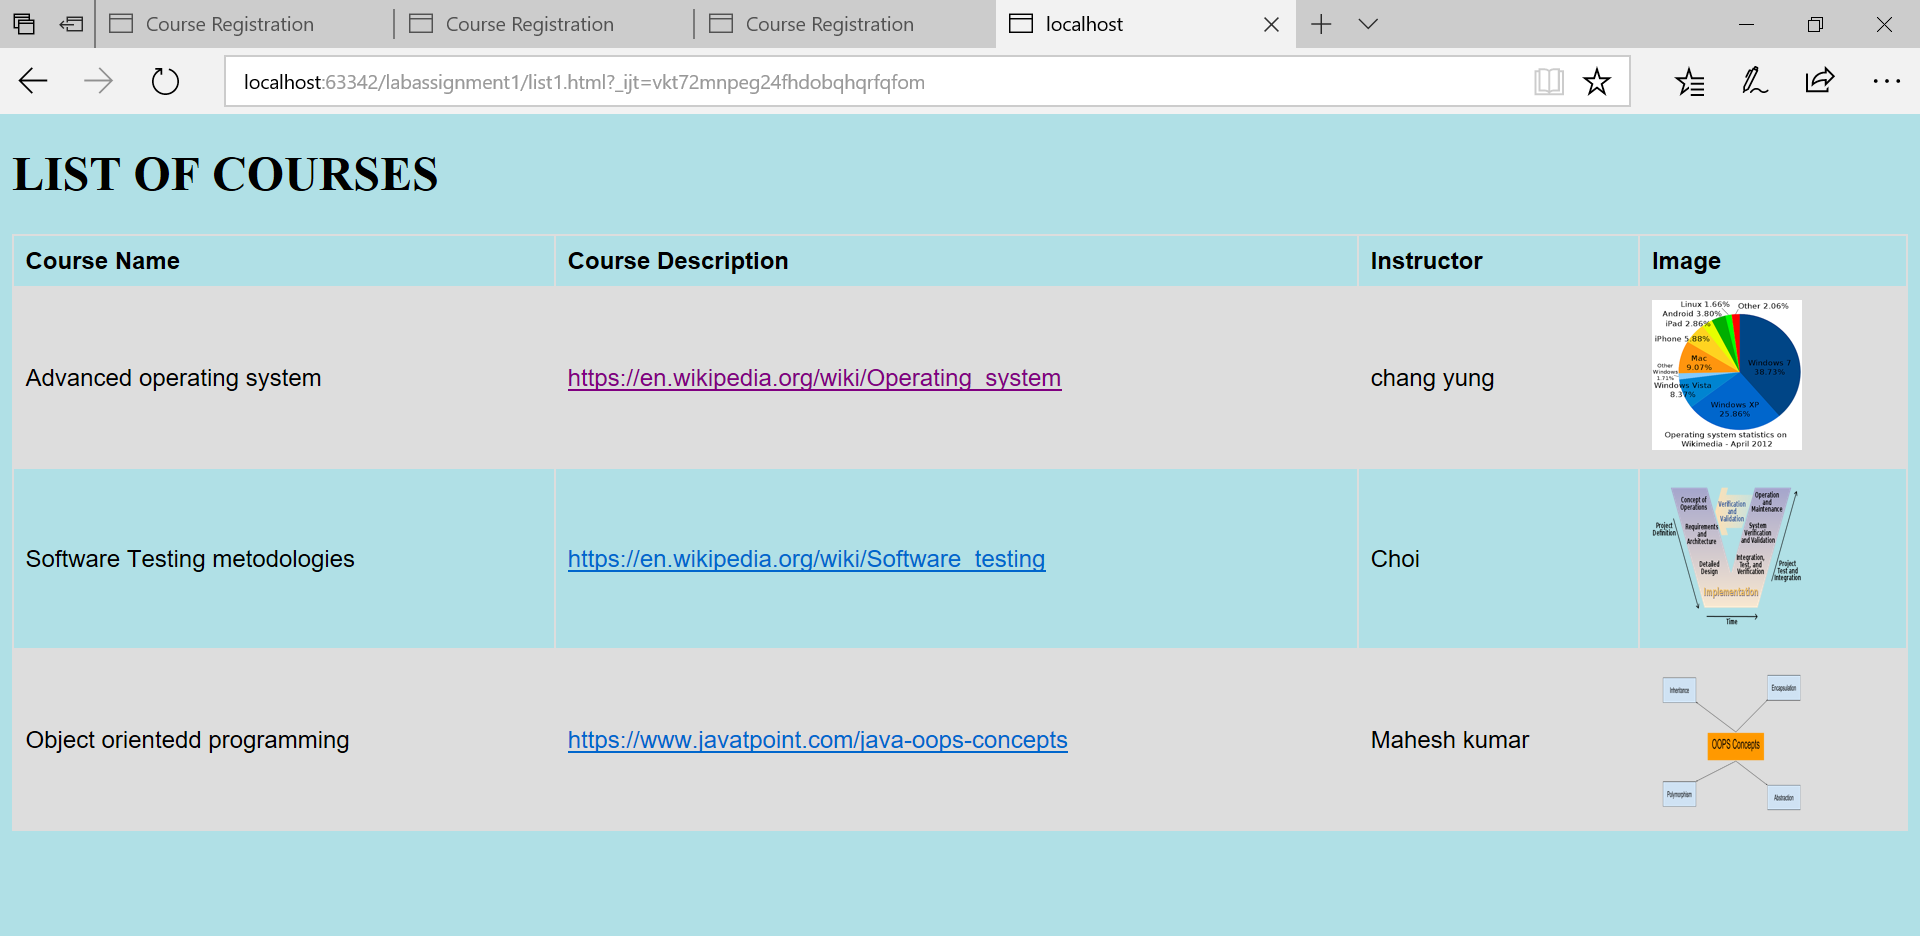 Course Registration
Course Registration
Course Registration
localhost
localhost:63342/labassignment1/list1.html?_ijt=vkt72mnpeg24fhdobqhqrfqfom
LIST OF COURSES
Course Name Course Description Instructor Image
Advanced operating system https://en.wikipedia.org/wiki/Operating_system chang yung
Linux 1.66% Other 2.06%
Android 3.80%
iPad 2.86%
iPhone 5.88%
Mac
9.07%
Windows 7
38.73%
Other
Windows
1.71%
Windows Vista
8.37%
Windows XP
25.86%
Operating system statistics on
Wikimedia - April 2012
Software Testing metodologies https://en.wikipedia.org/wiki/Software_testing Choi
Concept of
Operations
Verification
and
Validation
Operation
and
Maintenance
Project
Definition
Requirements
and
Architecture
System
Verification
and Validation
Detailed
Design
Integration,
Test, and
Verification
Project
Test and
Integration
Implementation
Time
Object orientedd programming https://www.javatpoint.com/java-oops-concepts Mahesh kumar
Inheritance
Encapsulation
OOPS Concepts
Polymorphism
Abstraction